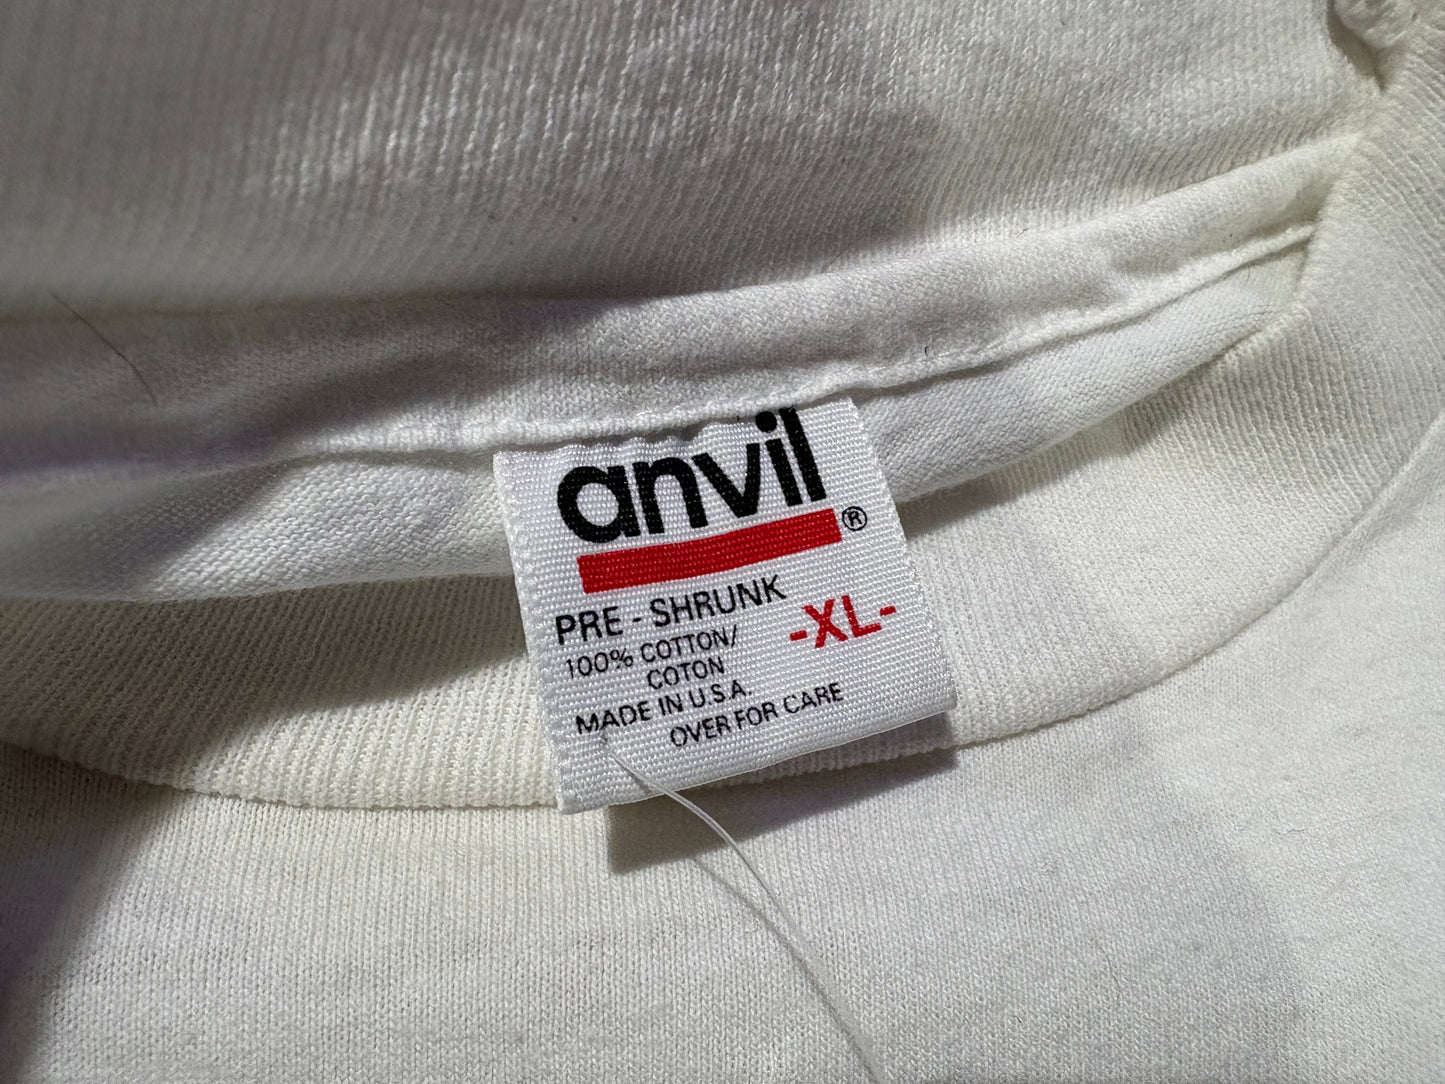 anvil®
PRE - SHRUNK
-XL-
100% COTTON/
COTON
MADE IN U.S.A.
OVER FOR CARE